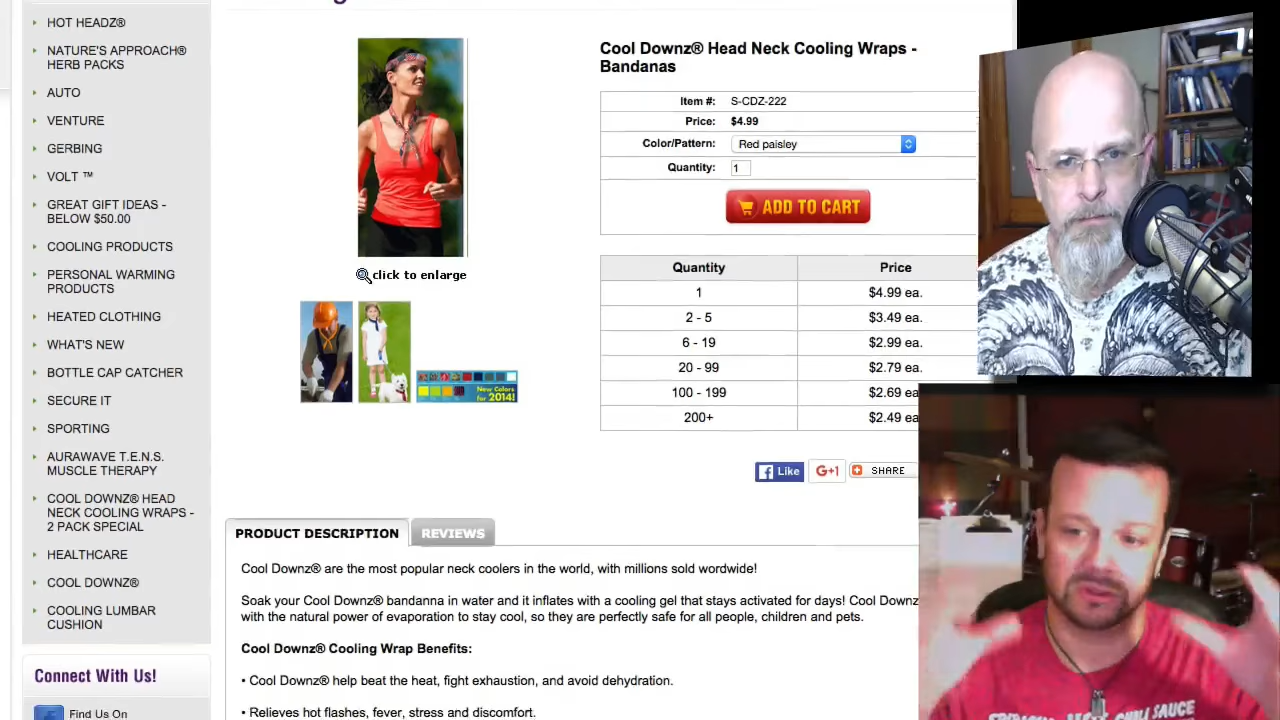 HOT HEADZ®
NATURE'S APPROACH®
HERB PACKS
AUTO
VENTURE
GERBING
VOLT ™
GREAT GIFT IDEAS -
BELOW $50.00
COOLING PRODUCTS
PERSONAL WARMING
PRODUCTS
HEATED CLOTHING
WHAT'S NEW
BOTTLE CAP CATCHER
SECURE IT
SPORTING
AURAWAVE T.E.N.S.
MUSCLE THERAPY
COOL DOWNZ® HEAD
NECK COOLING WRAPS -
2 PACK SPECIAL
HEALTHCARE
COOL DOWNZ®
COOLING LUMBAR
CUSHION
Connect With Us!
Find Us On
click to enlarge
New Colors
for 2014!
Cool Downz® Head Neck Cooling Wraps -
Bandanas
Item #: S-CDZ-222
Price: $4.99
Color/Pattern: Red paisley
Quantity: 1
ADD TO CART
Quantity Price
1 $4.99 ea.
2 - 5 $3.49 ea.
6 - 19 $2.99 ea.
20 - 99 $2.79 ea.
100 - 199 $2.69 ea
200+ $2.49 ea
Like G+1 SHARE
PRODUCT DESCRIPTION REVIEWS
Cool Downz® are the most popular neck coolers in the world, with millions sold wordwide!
Soak your Cool Downz® bandanna in water and it inflates with a cooling gel that stays activated for days! Cool Downz
with the natural power of evaporation to stay cool, so they are perfectly safe for all people, children and pets.
Cool Downz® Cooling Wrap Benefits:
• Cool Downz® help beat the heat, fight exhaustion, and avoid dehydration.
• Relieves hot flashes, fever, stress and discomfort.
SAUCE